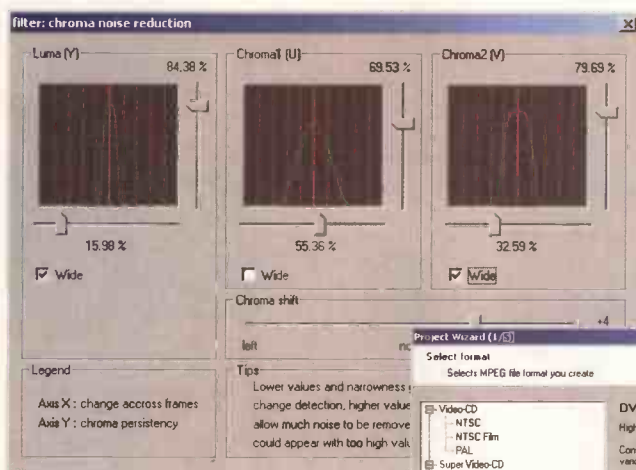 filter: chroma noise reduction
Luma (Y)
84.38 %
15.98 %
Wide
Chroma1 (U)
69.53 %
55.36 %
Wide
Chroma2 (V)
79.69 %
32.59 %
Wide
Chroma shift
left
+4
Legend
Axis X : change accross frames
Axis Y : chroma persistency
Tips
Lower values and narrowness
change detection, higher value
allow much noise to be remove
could appear with too high valu
Project Wizard (1/5)
Select format
Selects MPEG file format you create
Video-CD
NTSC
NTSC Film
PAL
Super Video-CD
DV
High